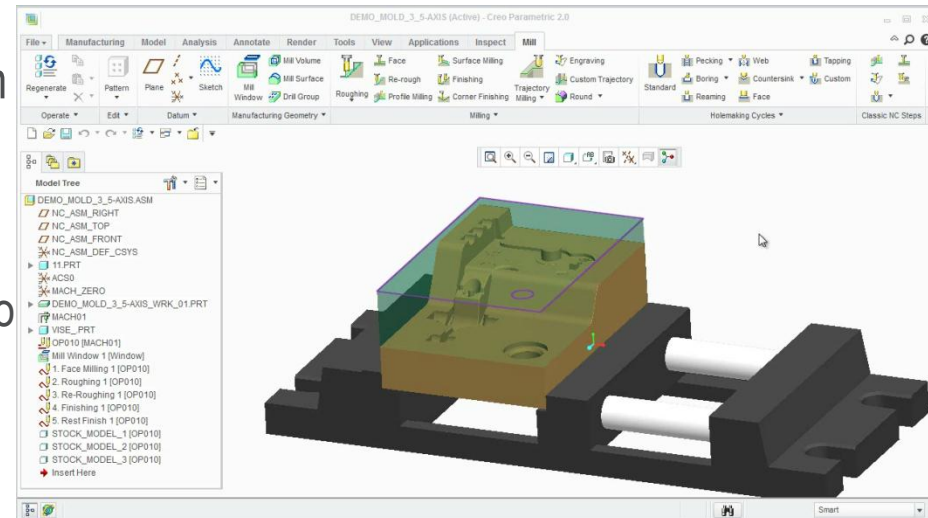 DEMO_MOLD_3_5-AXIS (Active) - Creo Parametric 2.0
File Manufacturing Model Analysis Annotate Render Tools View Applications Inspect Mill
Mill Volume Face Surface Milling Engraving Pecking Web Tapping
Mill Surface Re-rough Finishing Custom Trajectory Boring Countersink Custom
Regenerate Pattern Plane Sketch Mill Window Drill Group Roughing Profile Milling Corner Finishing Trajectory Milling Round Standard Reaming Face
Operate Edit Datum Manufacturing Geometry Milling Holemaking Cycles Classic NC Steps
Model Tree
DEMO_MOLD_3_5-AXIS.ASM
NC_ASM_RIGHT
NC_ASM_TOP
NC_ASM_FRONT
NC_ASM_DEF_CSYS
11.PRT
ACS0
MACH_ZERO
DEMO_MOLD_3_5-AXIS_WRK_01.PRT
MACH01
VISE_.PRT
OP010 [MACH01]
Mill Window 1 [Window]
1. Face Milling 1 [OP010]
2. Roughing 1 [OP010]
3. Re-Roughing 1 [OP010]
4. Finishing 1 [OP010]
5. Rest Finish 1 [OP010]
STOCK_MODEL_1 [OP010]
STOCK_MODEL_2 [OP010]
STOCK_MODEL_3 [OP010]
Insert Here
Smart